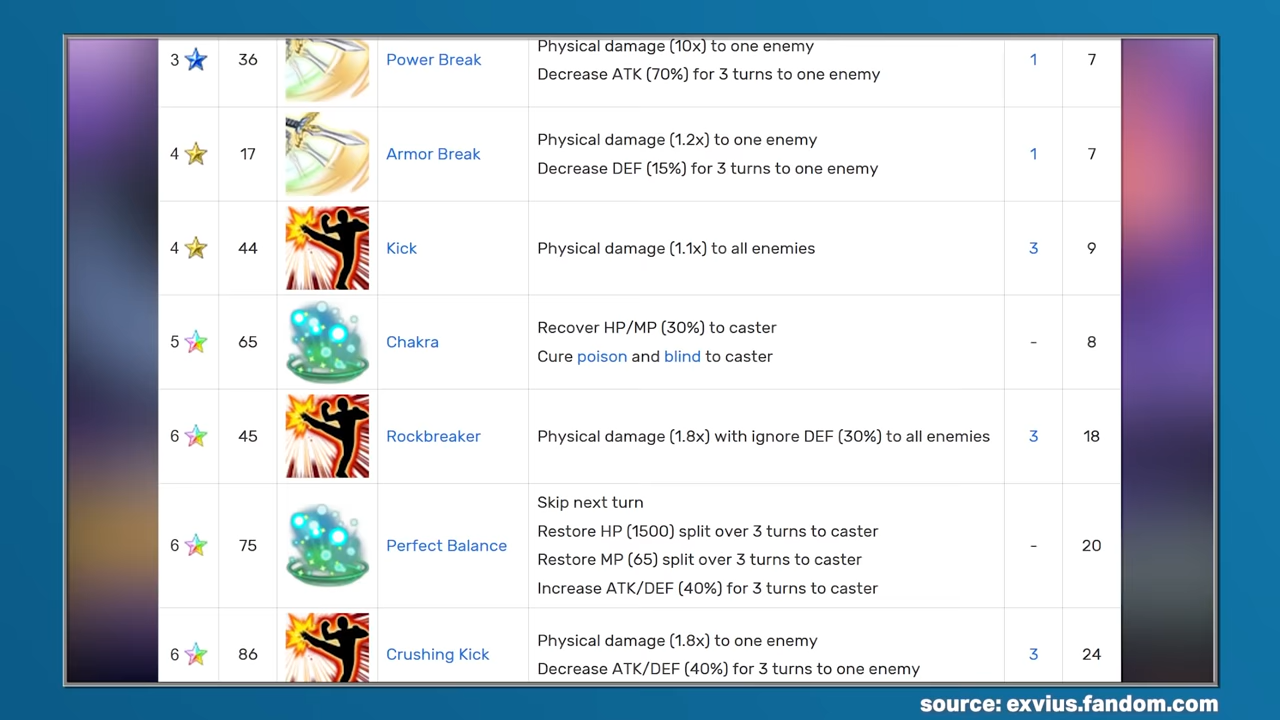 3 36 Power Break Physical damage (10x) to one enemy 1 7
Decrease ATK (70%) for 3 turns to one enemy
4 17 Armor Break Physical damage (1.2x) to one enemy 1 7
Decrease DEF (15%) for 3 turns to one enemy
4 44 Kick Physical damage (1.1x) to all enemies 3 9
5 65 Chakra Recover HP/MP (30%) to caster - 8
Cure poison and blind to caster
6 45 Rockbreaker Physical damage (1.8x) with ignore DEF (30%) to all enemies 3 18
6 75 Perfect Balance Skip next turn - 20
Restore HP (1500) split over 3 turns to caster
Restore MP (65) split over 3 turns to caster
Increase ATK/DEF (40%) for 3 turns to caster
6 86 Crushing Kick Physical damage (1.8x) to one enemy 3 24
Decrease ATK/DEF (40%) for 3 turns to one enemy
source: exvius.fandom.com